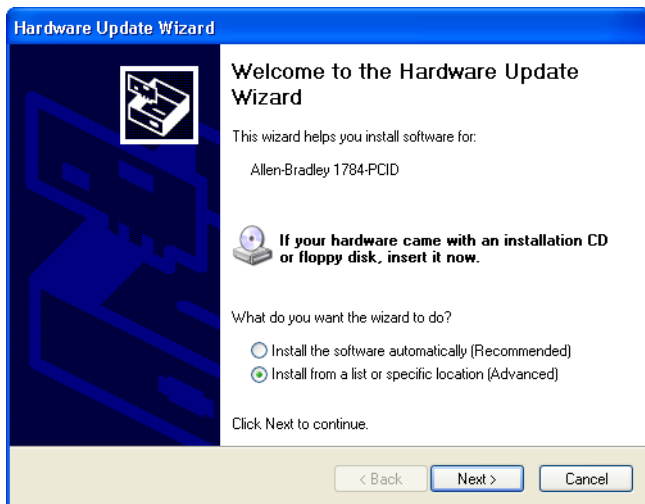 Hardware Update Wizard
Welcome to the Hardware Update
Wizard
This wizard helps you install software for:
Allen-Bradley 1784-PCID
If your hardware came with an installation CD
or floppy disk, insert it now.
What do you want the wizard to do?
Install the software automatically (Recommended)
Install from a list or specific location (Advanced)
Click Next to continue.
< Back Next > Cancel